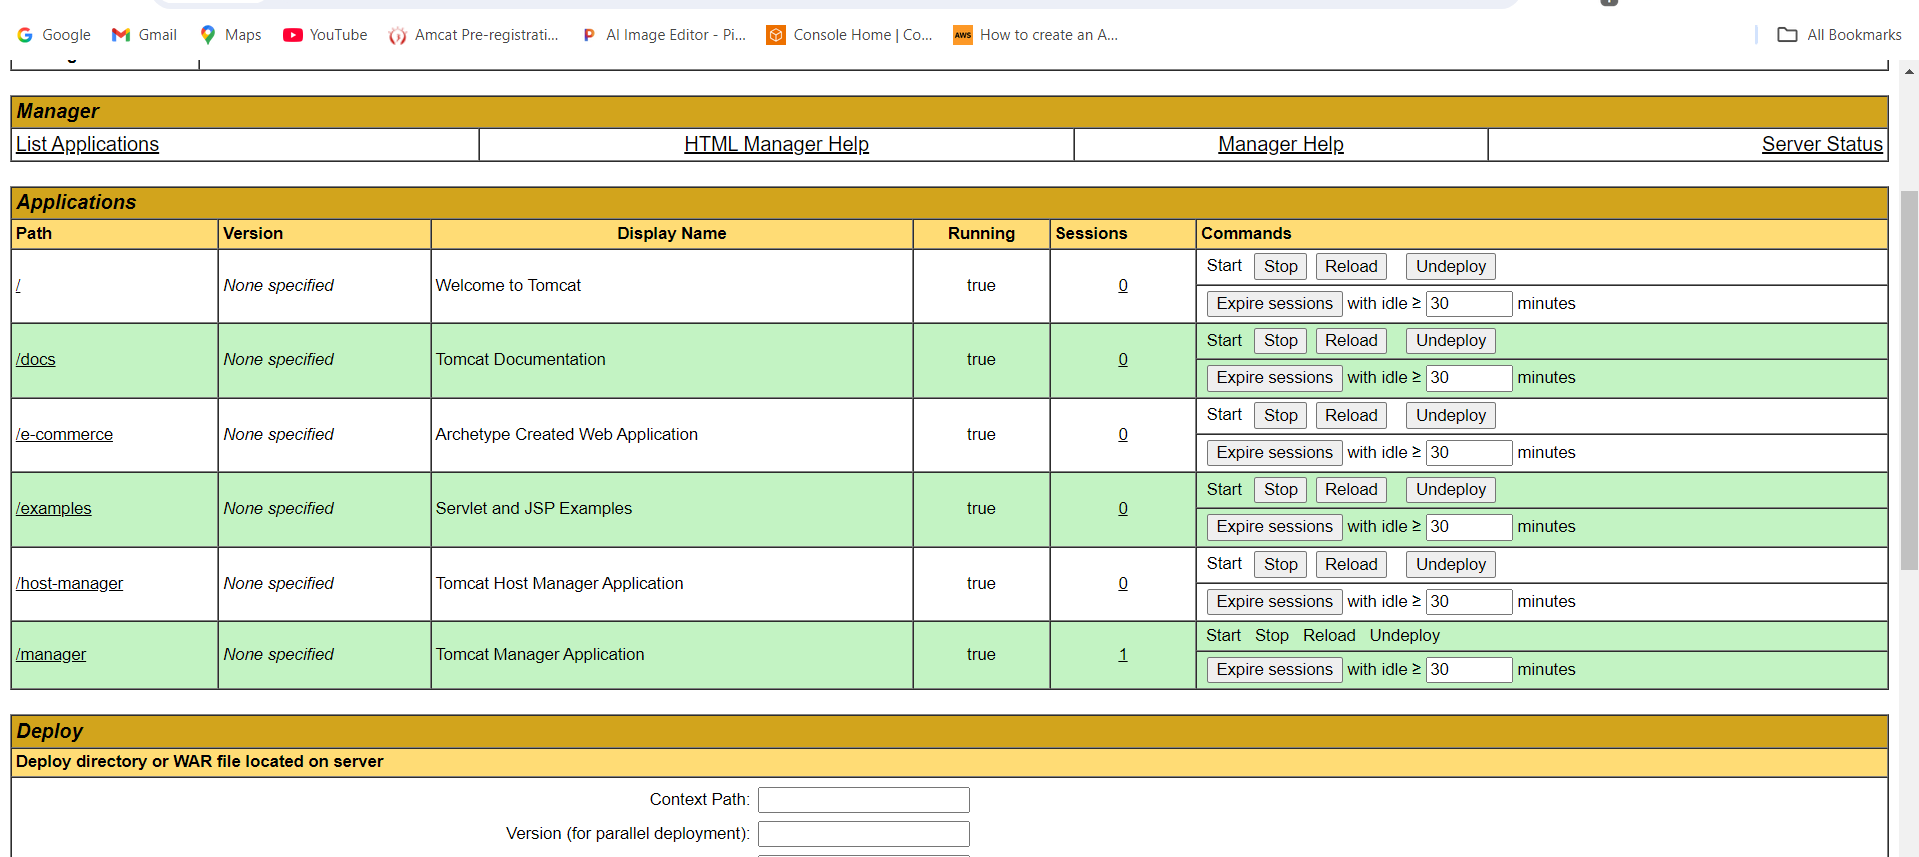 Google Gmail Maps YouTube Amcat Pre-registrati... AI Image Editor - Pi... Console Home | Co... aws How to create an A... All Bookmarks
Manager
List Applications HTML Manager Help Manager Help Server Status
Applications
Path Version Display Name Running Sessions Commands
/ None specified Welcome to Tomcat true 0 Start Stop Reload Undeploy
Expire sessions with idle ≥ 30 minutes
/docs None specified Tomcat Documentation true 0 Start Stop Reload Undeploy
Expire sessions with idle ≥ 30 minutes
/e-commerce None specified Archetype Created Web Application true 0 Start Stop Reload Undeploy
Expire sessions with idle ≥ 30 minutes
/examples None specified Servlet and JSP Examples true 0 Start Stop Reload Undeploy
Expire sessions with idle ≥ 30 minutes
/host-manager None specified Tomcat Host Manager Application true 0 Start Stop Reload Undeploy
Expire sessions with idle ≥ 30 minutes
/manager None specified Tomcat Manager Application true 1 Start Stop Reload Undeploy
Expire sessions with idle ≥ 30 minutes
Deploy
Deploy directory or WAR file located on server
Context Path:
Version (for parallel deployment):